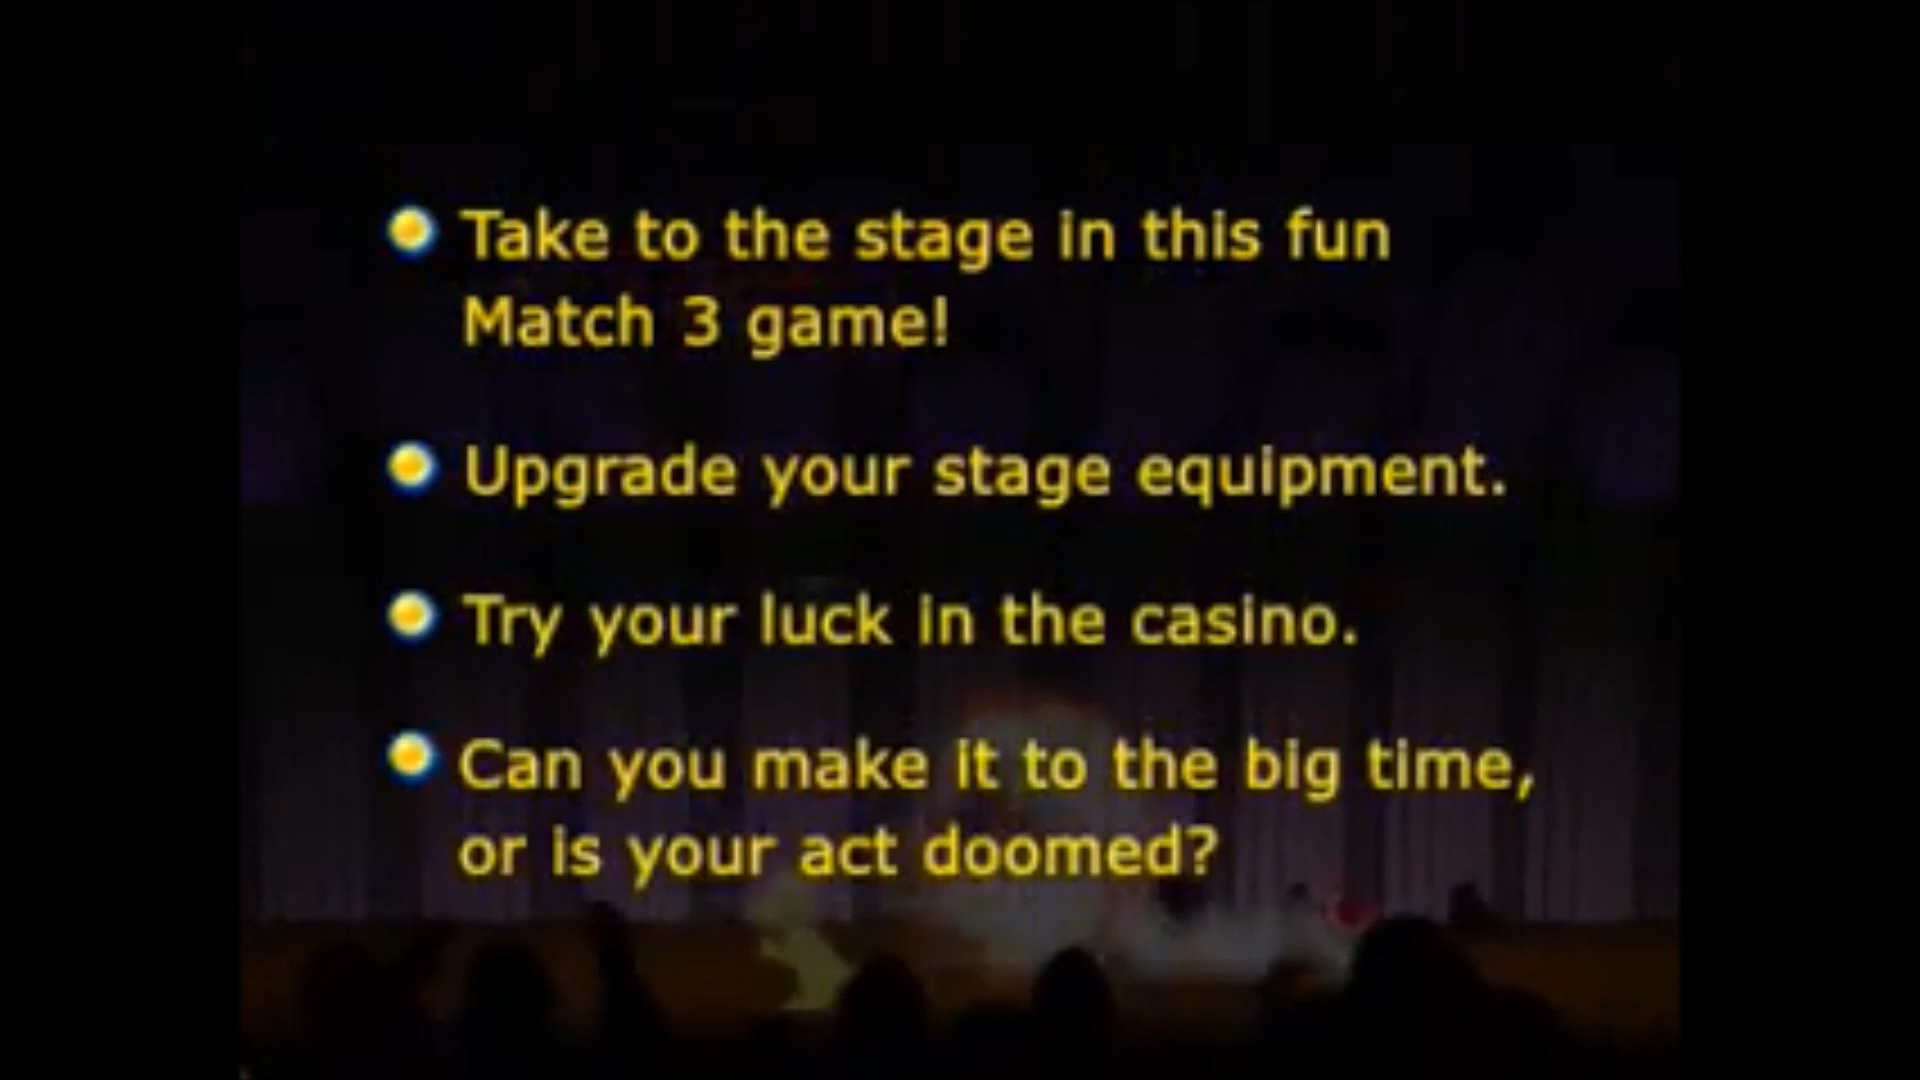 Take to the stage in this fun
Match 3 game!
Upgrade your stage equipment.
Try your luck in the casino.
Can you make it to the big time,
or is your act doomed?